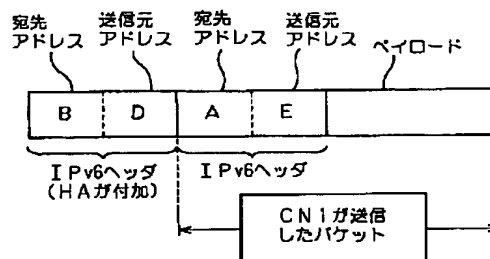 宛先
アドレス
送信元
アドレス
宛先
アドレス
送信元
アドレス
ペイロード
B
D
A
E
IPv6ヘッダ
(HAが付加)
IPv6ヘッダ
CN1が送信
したパケット